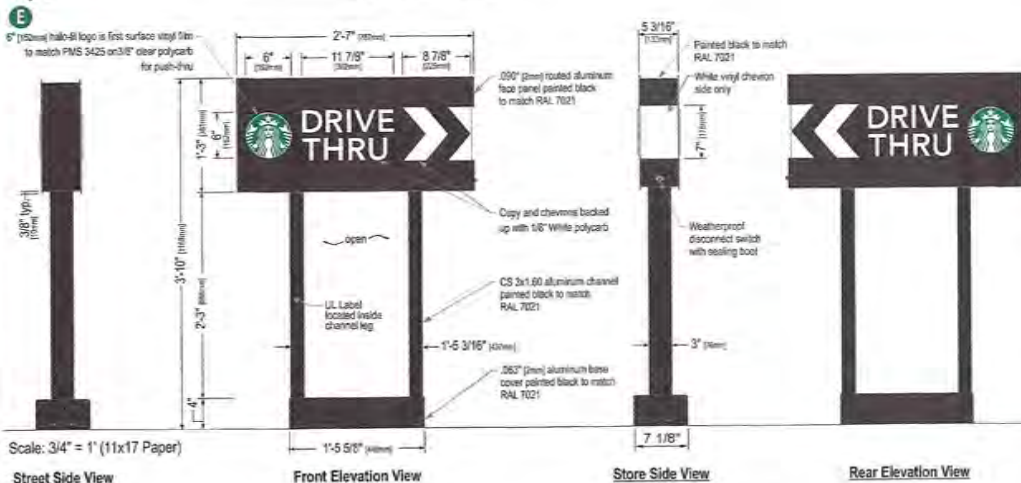 E
6" [152mm] halo-lit logo is first surface vinyl film
to match PMS 3425 on 3/8" clear polycarb
for push-thru
2'-7"
6"
11 7/8"
8 7/8"
.090" [2mm] routed aluminum
face panel painted black
to match RAL 7021
1'-3"
6"
DRIVE
THRU
Copy and chevrons backed
up with 1/8" White polycarb
3/8" typ.
3'-10"
2'-3"
open
UL Label
located inside
channel leg
CS 3x1.60 aluminum channel
painted black to match
RAL 7021
1'-5 3/16"
.063" [2mm] aluminum base
cover painted black to match
RAL 7021
4"
1'-5 5/8"
5 3/16"
Painted black to match
RAL 7021
White vinyl chevron
side only
7"
Weatherproof
disconnect switch
with sealing boot
3"
7 1/8"
DRIVE
THRU
Scale: 3/4" = 1' (11x17 Paper)
Street Side View
Front Elevation View
Store Side View
Rear Elevation View